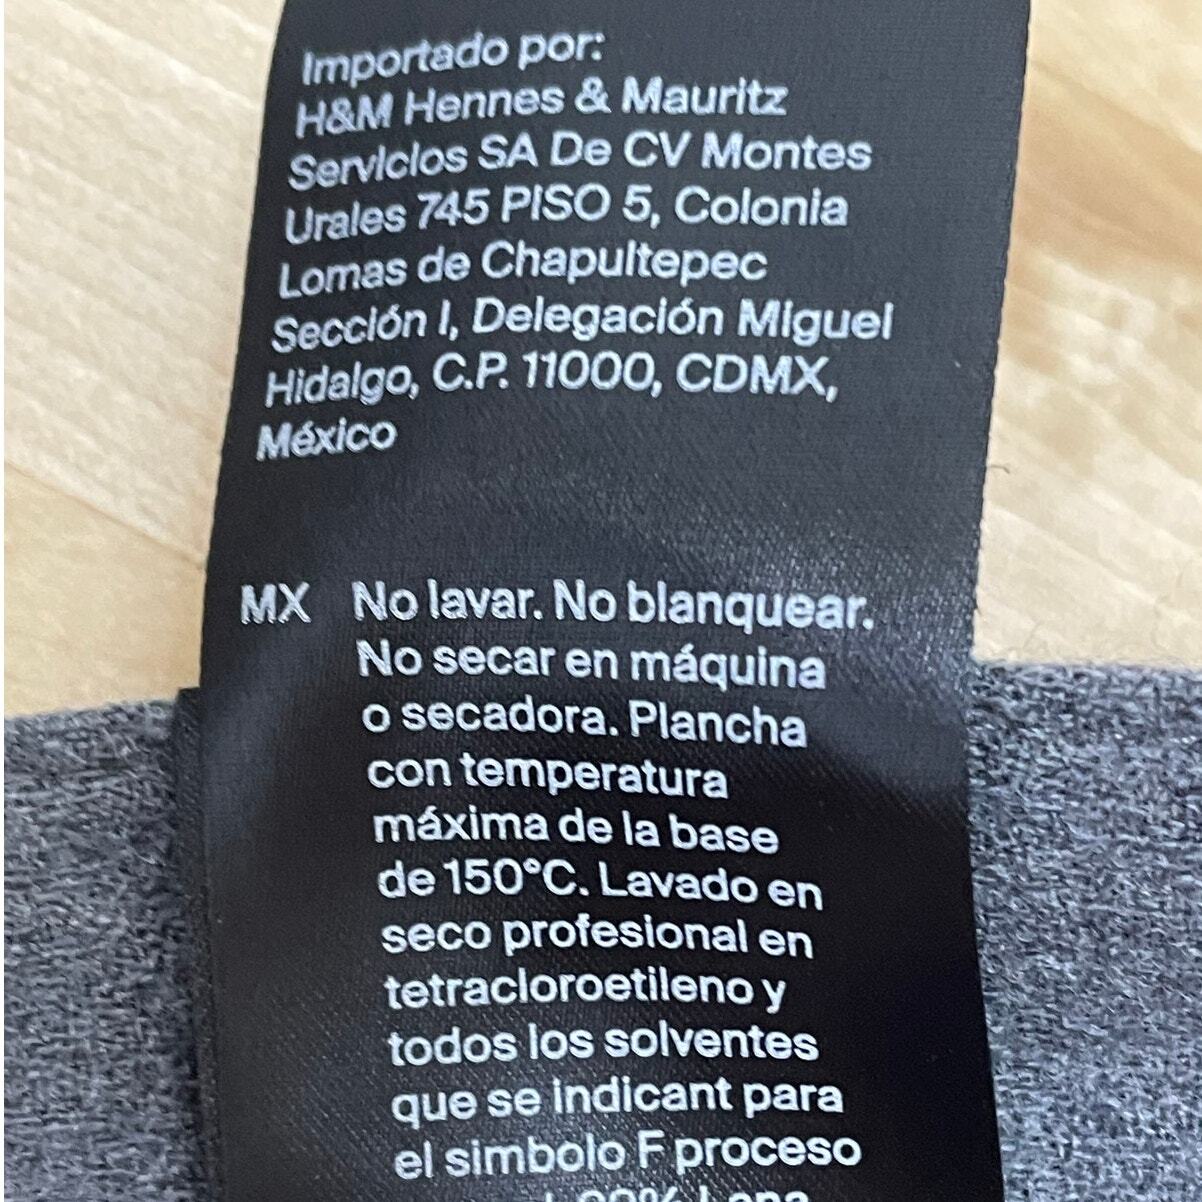 Importado por:
H&M Hennes & Mauritz
Servicios SA De CV Montes
Urales 745 PISO 5, Colonia
Lomas de Chapultepec
Sección I, Delegación Miguel
Hidalgo, C.P. 11000, CDMX,
México
MX No lavar. No blanquear.
No secar en máquina
o secadora. Plancha
con temperatura
máxima de la base
de 150°C. Lavado en
seco profesional en
tetracloroetileno y
todos los solventes
que se indicant para
el simbolo F proceso